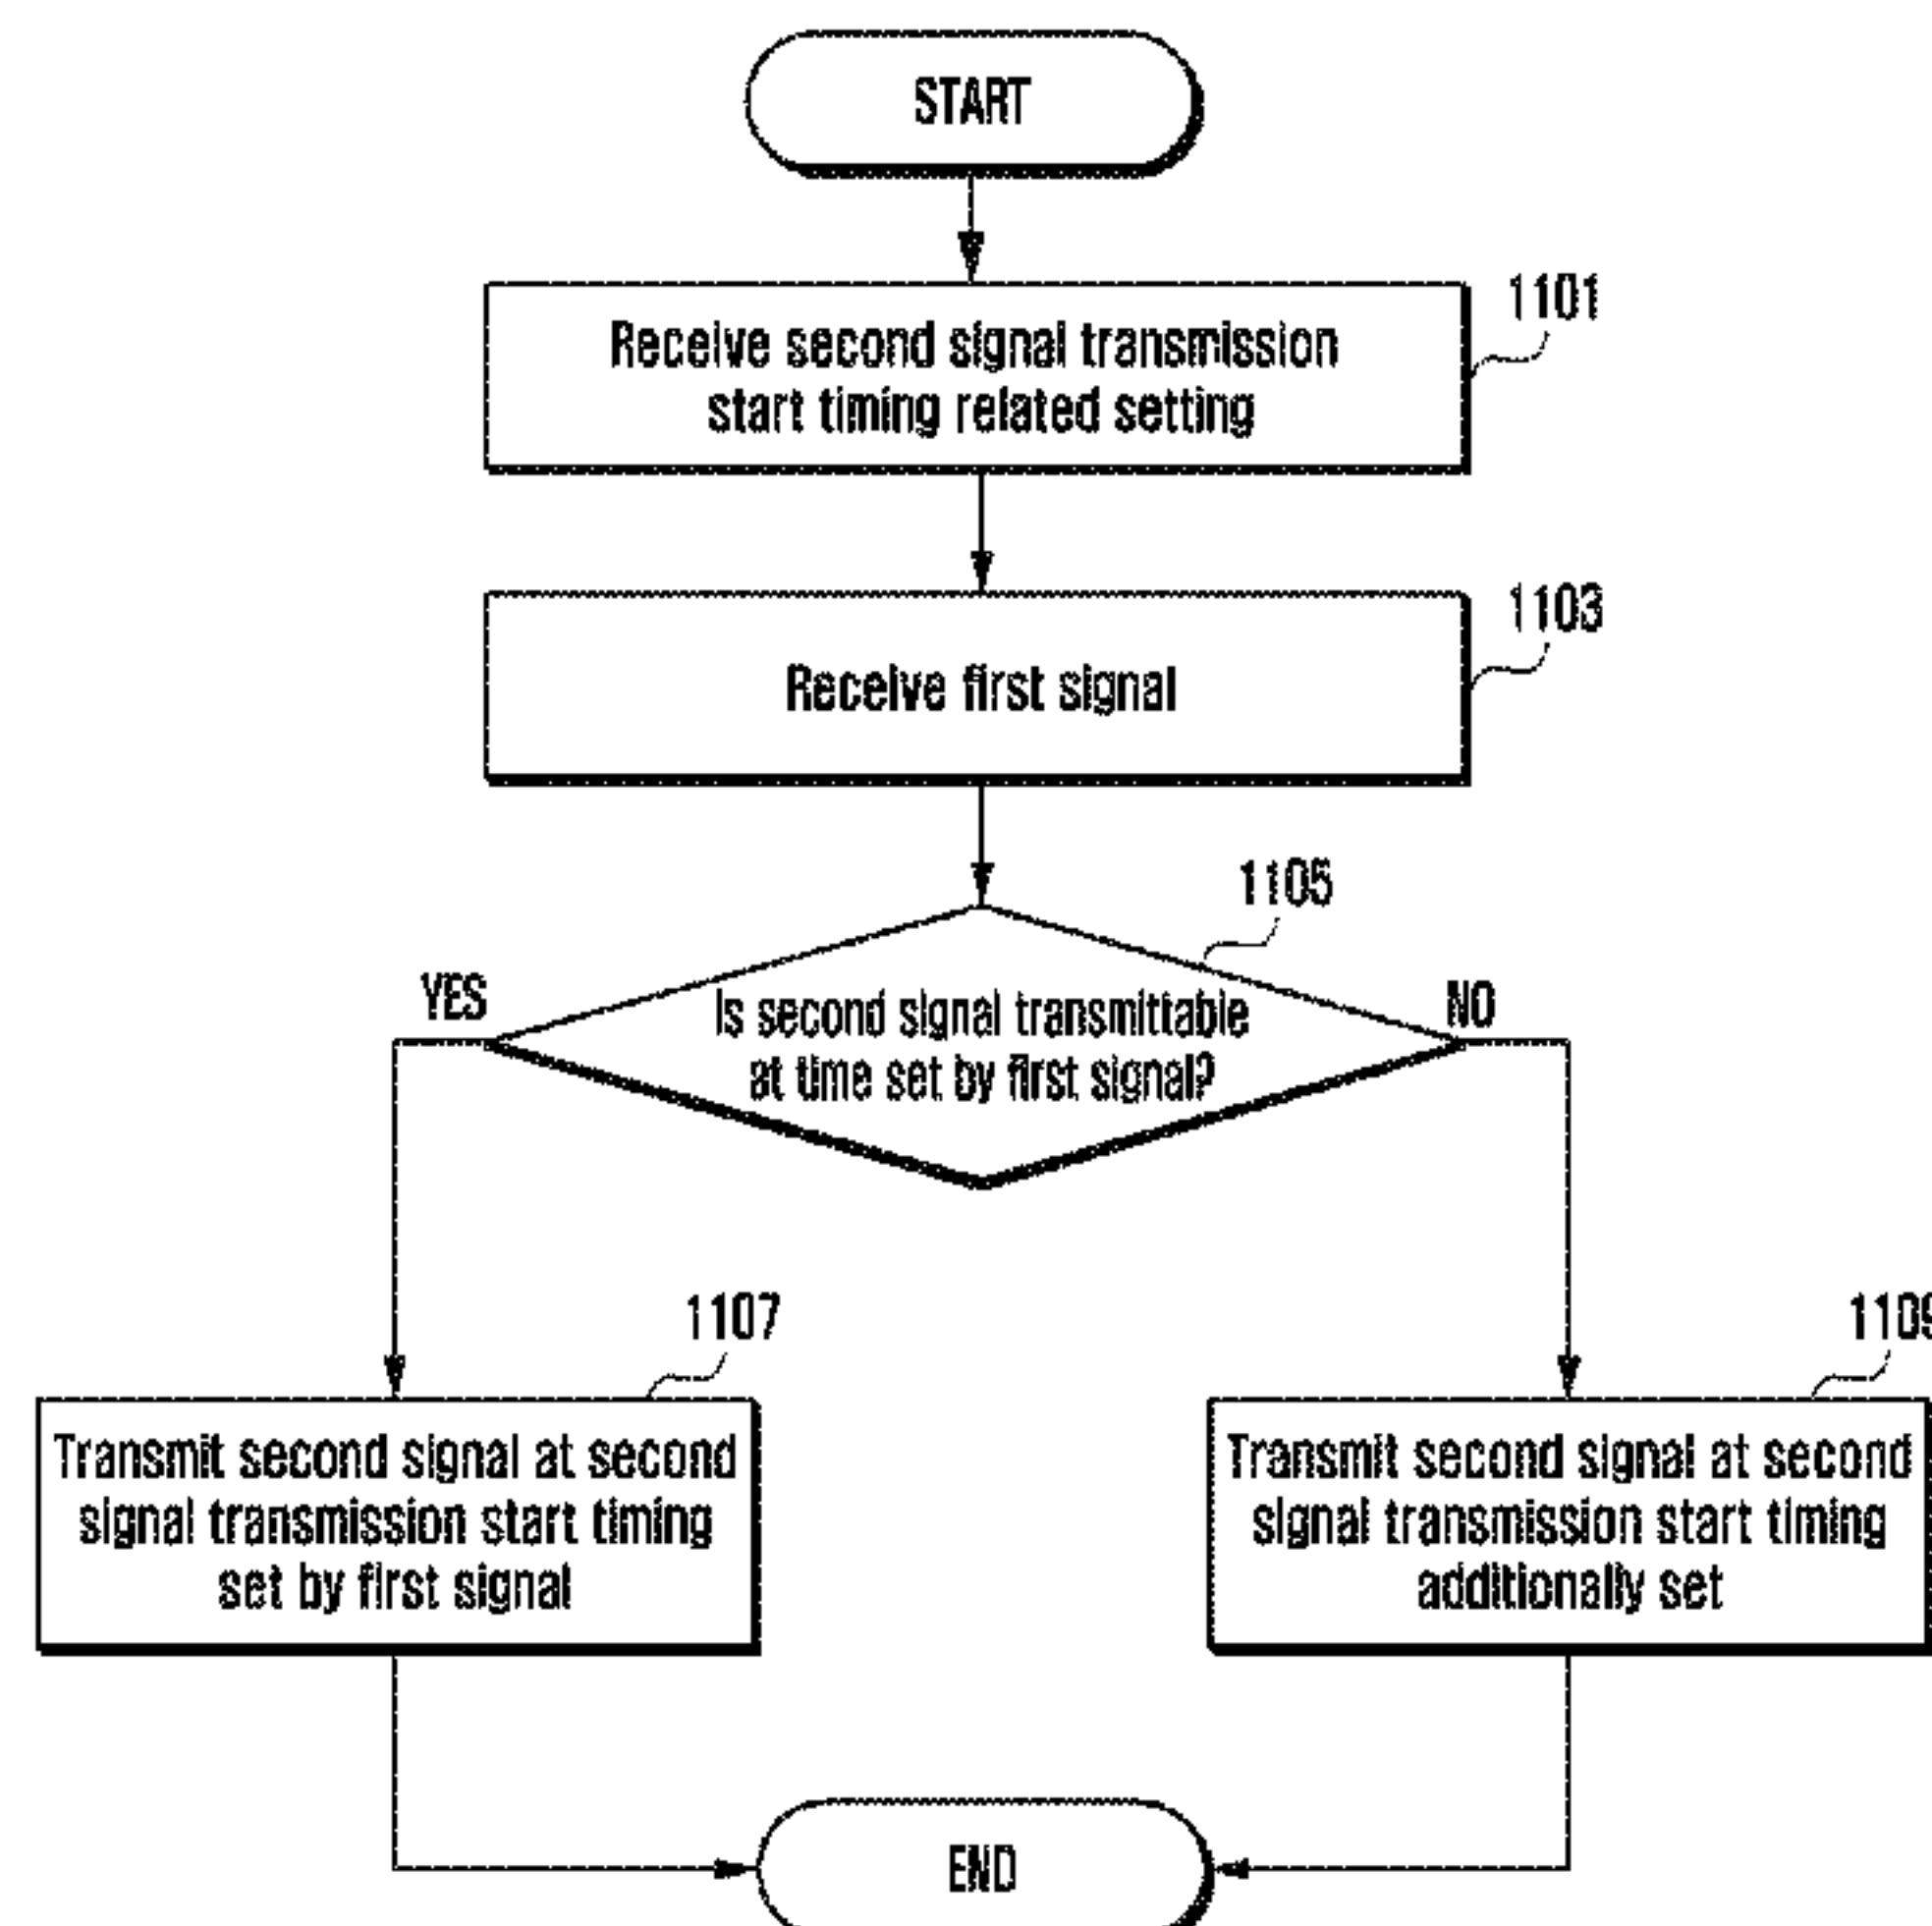 START
1101
Receive second signal transmission
start timing related setting
1103
Receive first signal
1105
YES
NO
Is second signal transmittable
at time set by first signal?
1107
1109
Transmit second signal at second
signal transmission start timing
set by first signal
Transmit second signal at second
signal transmission start timing
additionally set
END